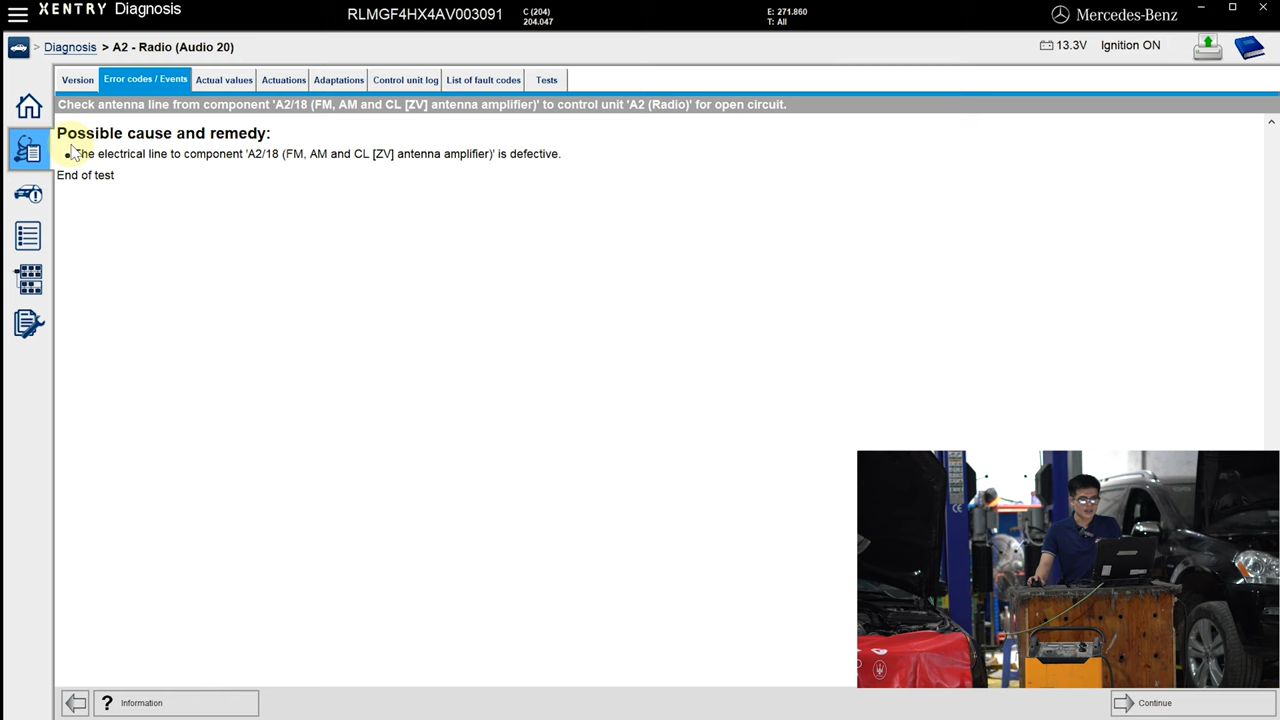 XENTRY Diagnosis
RLMGF4HX4AV003091
C (204)
204.047
E: 271.860
T: All
Mercedes-Benz
> Diagnosis > A2 - Radio (Audio 20)
13.3V
Ignition ON
Version
Error codes / Events
Actual values
Actuations
Adaptations
Control unit log
List of fault codes
Tests
Check antenna line from component 'A2/18 (FM, AM and CL [ZV] antenna amplifier)' to control unit 'A2 (Radio)' for open circuit.
Possible cause and remedy:
The electrical line to component 'A2/18 (FM, AM and CL [ZV] antenna amplifier)' is defective.
End of test
CE
? Information
Continue